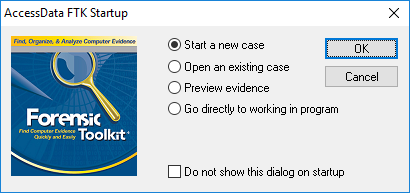 AccessData FTK Startup
Find, Organize, & Analyze Computer Evidence
Forensic
Toolkit
Find Computer Evidence
Quickly and Easily
Start a new case
Open an existing case
Preview evidence
Go directly to working in program
Do not show this dialog on startup
OK
Cancel